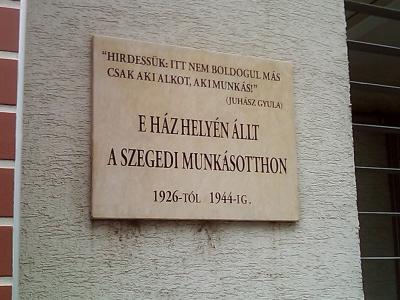 “HIRDESSÜK: ITT NEM BOLDOGUL MÁS
CSAK AKI ALKOT, AKI MUNKÁS!”
(JUHÁSZ GYULA)
E HÁZ HELYÉN ÁLLT
A SZEGEDI MUNKÁSOTTHON
1926-TÓL 1944-IG.